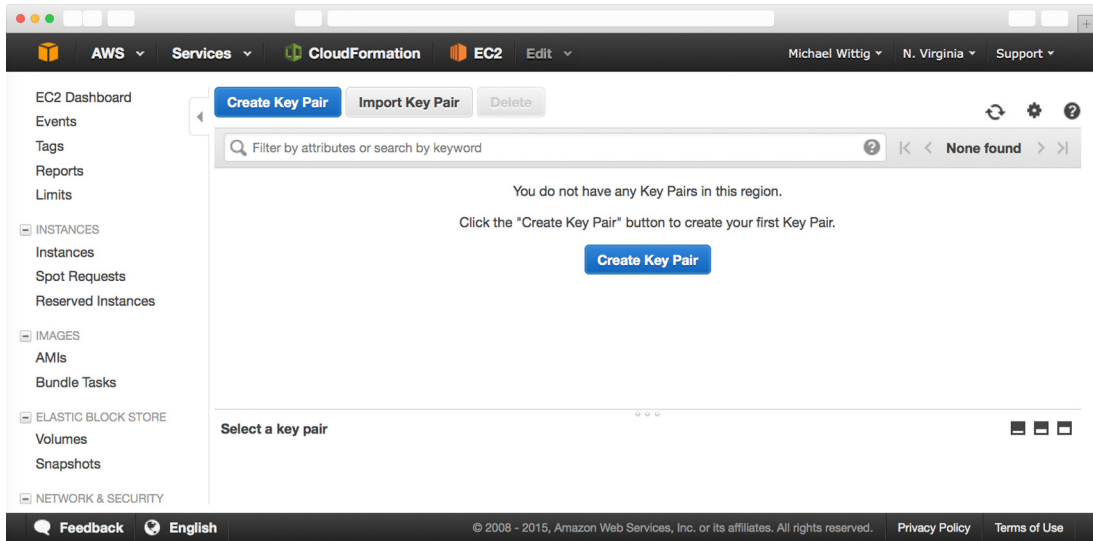 AWS Services CloudFormation EC2 Edit Michael Wittig N. Virginia Support
EC2 Dashboard
Events
Tags
Reports
Limits
INSTANCES
Instances
Spot Requests
Reserved Instances
IMAGES
AMIs
Bundle Tasks
ELASTIC BLOCK STORE
Volumes
Snapshots
NETWORK & SECURITY
Create Key Pair Import Key Pair Delete
Filter by attributes or search by keyword None found
You do not have any Key Pairs in this region.
Click the "Create Key Pair" button to create your first Key Pair.
Create Key Pair
Select a key pair
Feedback English © 2008 - 2015, Amazon Web Services, Inc. or its affiliates. All rights reserved. Privacy Policy Terms of Use